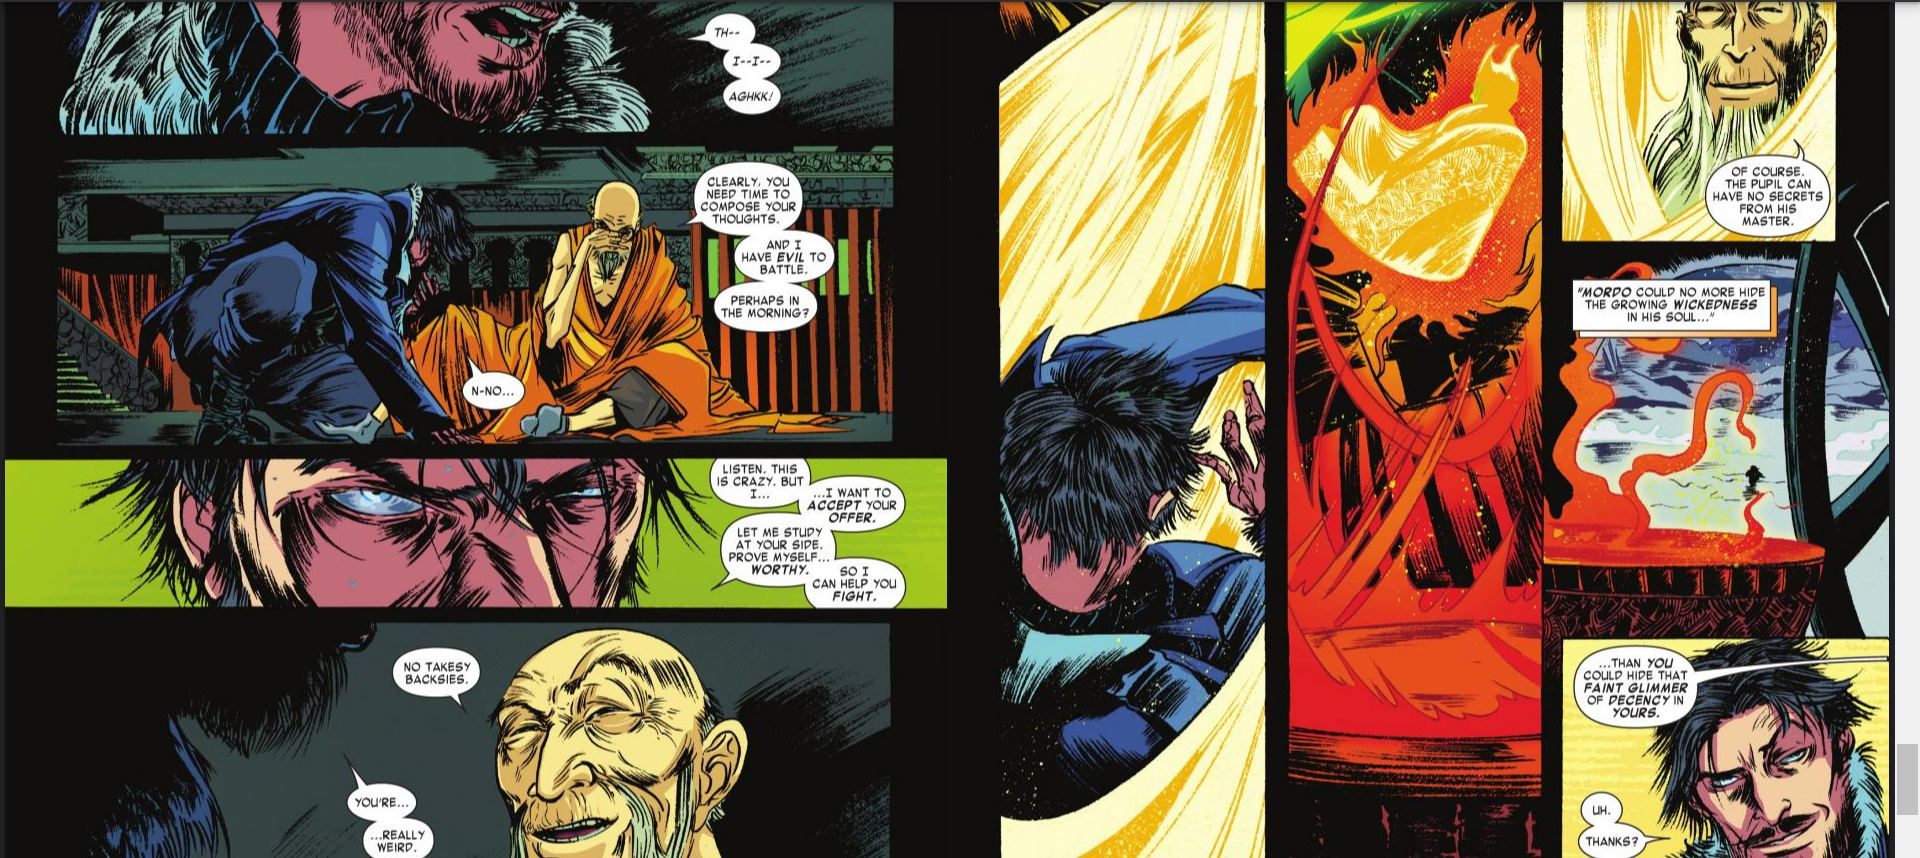 TH--
I--I--
AGHKK!
CLEARLY, YOU
NEED TIME TO
COMPOSE YOUR
THOUGHTS.
AND I
HAVE EVIL TO
BATTLE.
PERHAPS IN
THE MORNING?
N-NO...
LISTEN. THIS
IS CRAZY. BUT
I...
...I WANT TO
ACCEPT YOUR
OFFER.
LET ME STUDY
AT YOUR SIDE.
PROVE MYSELF...
WORTHY.
SO I
CAN HELP YOU
FIGHT.
NO TAKESY
BACKSIES.
YOU'RE...
...REALLY
WEIRD.
OF COURSE.
THE PUPIL CAN
HAVE NO SECRETS
FROM HIS
MASTER.
"MORDO COULD NO MORE HIDE
THE GROWING WICKEDNESS
IN HIS SOUL..."
...THAN YOU
COULD HIDE THAT
FAINT GLIMMER
OF DECENCY IN
YOURS.
UH.
THANKS?